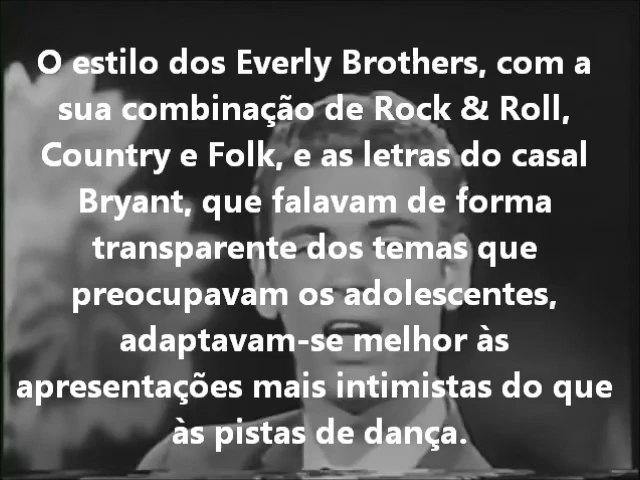 O estilo dos Everly Brothers, com a
sua combinação de Rock & Roll,
Country e Folk, e as letras do casal
Bryant, que falavam de forma
transparente dos temas que
preocupavam os adolescentes,
adaptavam-se melhor às
apresentações mais intimistas do que
às pistas de dança.